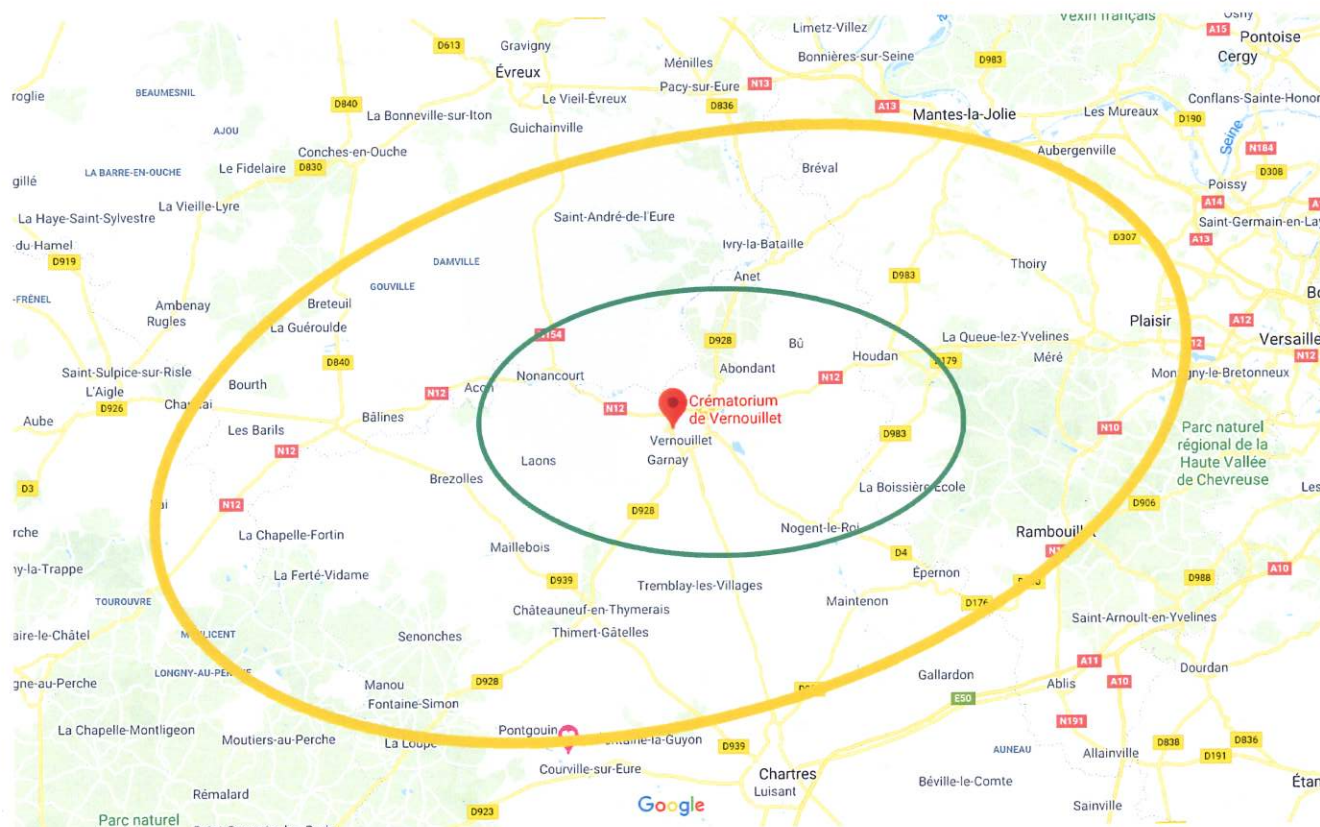 Vexin français
Osny
A15
Pontoise
Limetz-Villez
D613
Gravigny
Bonnières-sur-Seine
D983
Cergy
Ménilles
Évreux
Pacy-sur-Eure
N13
roglie
BEAUMESNIL
D840
Le Vieil-Évreux
D836
A13
Mantes-la-Jolie
Les Mureaux
Conflans-Sainte-Honor
La Bonneville-sur-Iton
D190
AJOU
Guichainville
Seine
N184
Conches-en-Ouche
Aubergenville
LA BARRE-EN-OUCHE
Le Fidelaire
D830
Bréval
D308
gillé
Poissy
La Vieille-Lyre
A14
La Haye-Saint-Sylvestre
Saint-André-de-l'Eure
Saint-Germain-en-Lay
D307
A13
-du-Hamel
Ivry-la-Bataille
D919
DAMVILLE
Thoiry
Anet
D983
GOUVILLE
-FRÉNEL
Ambenay
Breteuil
Bo
Rugles
La Guéroulde
Plaisir
A12
N154
D928
La Queue-lez-Yvelines
Versaille
Bû
12
N12
Houdan
Méré
D840
D179
Saint-Sulpice-sur-Risle
Abondant
Nonancourt
N12
Montigny-le-Bretonneux
Bourth
Acon
L'Aigle
N12
Crématorium
de Vernouillet
D926
Chandai
N12
Aube
Bâlines
Les Barils
N10
Parc naturel
régional de la
Haute Vallée
de Chevreuse
Vernouillet
D983
N12
Garnay
Laons
Brezolles
D3
La Boissière-École
Les
N12
D906
D928
Nogent-le-Roi
Rambouillet
rche
La Chapelle-Fortin
Maillebois
D4
ny-la-Trappe
La Ferté-Vidame
Épernon
A10
D939
Tremblay-les-Villages
D988
TOUROUVRE
Maintenon
D176
Châteauneuf-en-Thymerais
Saint-Arnoult-en-Yvelines
aire-le-Châtel
Senonches
Thimert-Gâtelles
A11
Dourdan
LONGNY-AU-PERCHE
Gallardon
gne-au-Perche
Manou
D928
Ablis
A10
Fontaine-Simon
E50
N191
La Chapelle-Montligeon
Pontgouin
Moutiers-au-Perche
La Loupe
ntaine-la-Guyon
D939
D838
D836
AUNEAU
Allainville
D191
Courville-sur-Eure
Chartres
Béville-le-Comte
Étan
Luisant
Rémalard
Google
D923
Sainville
Parc naturel